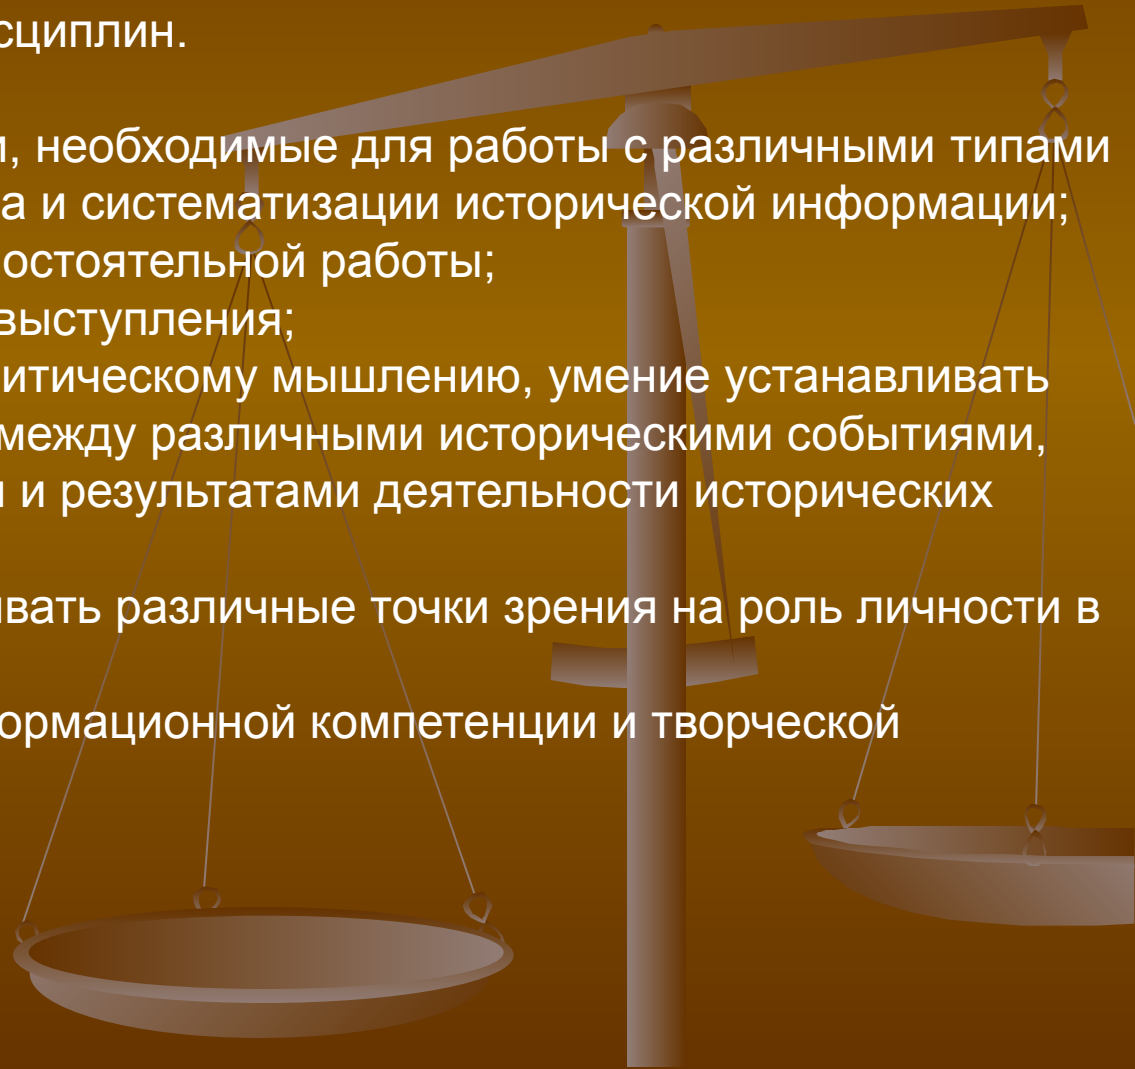 сциплин.
и, необходимые для работы с различными типами
а и систематизации исторической информации;
остоятельной работы;
выступления;
итическому мышлению, умение устанавливать
между различными историческими событиями,
и и результатами деятельности исторических
ивать различные точки зрения на роль личности в
ормационной компетенции и творческой